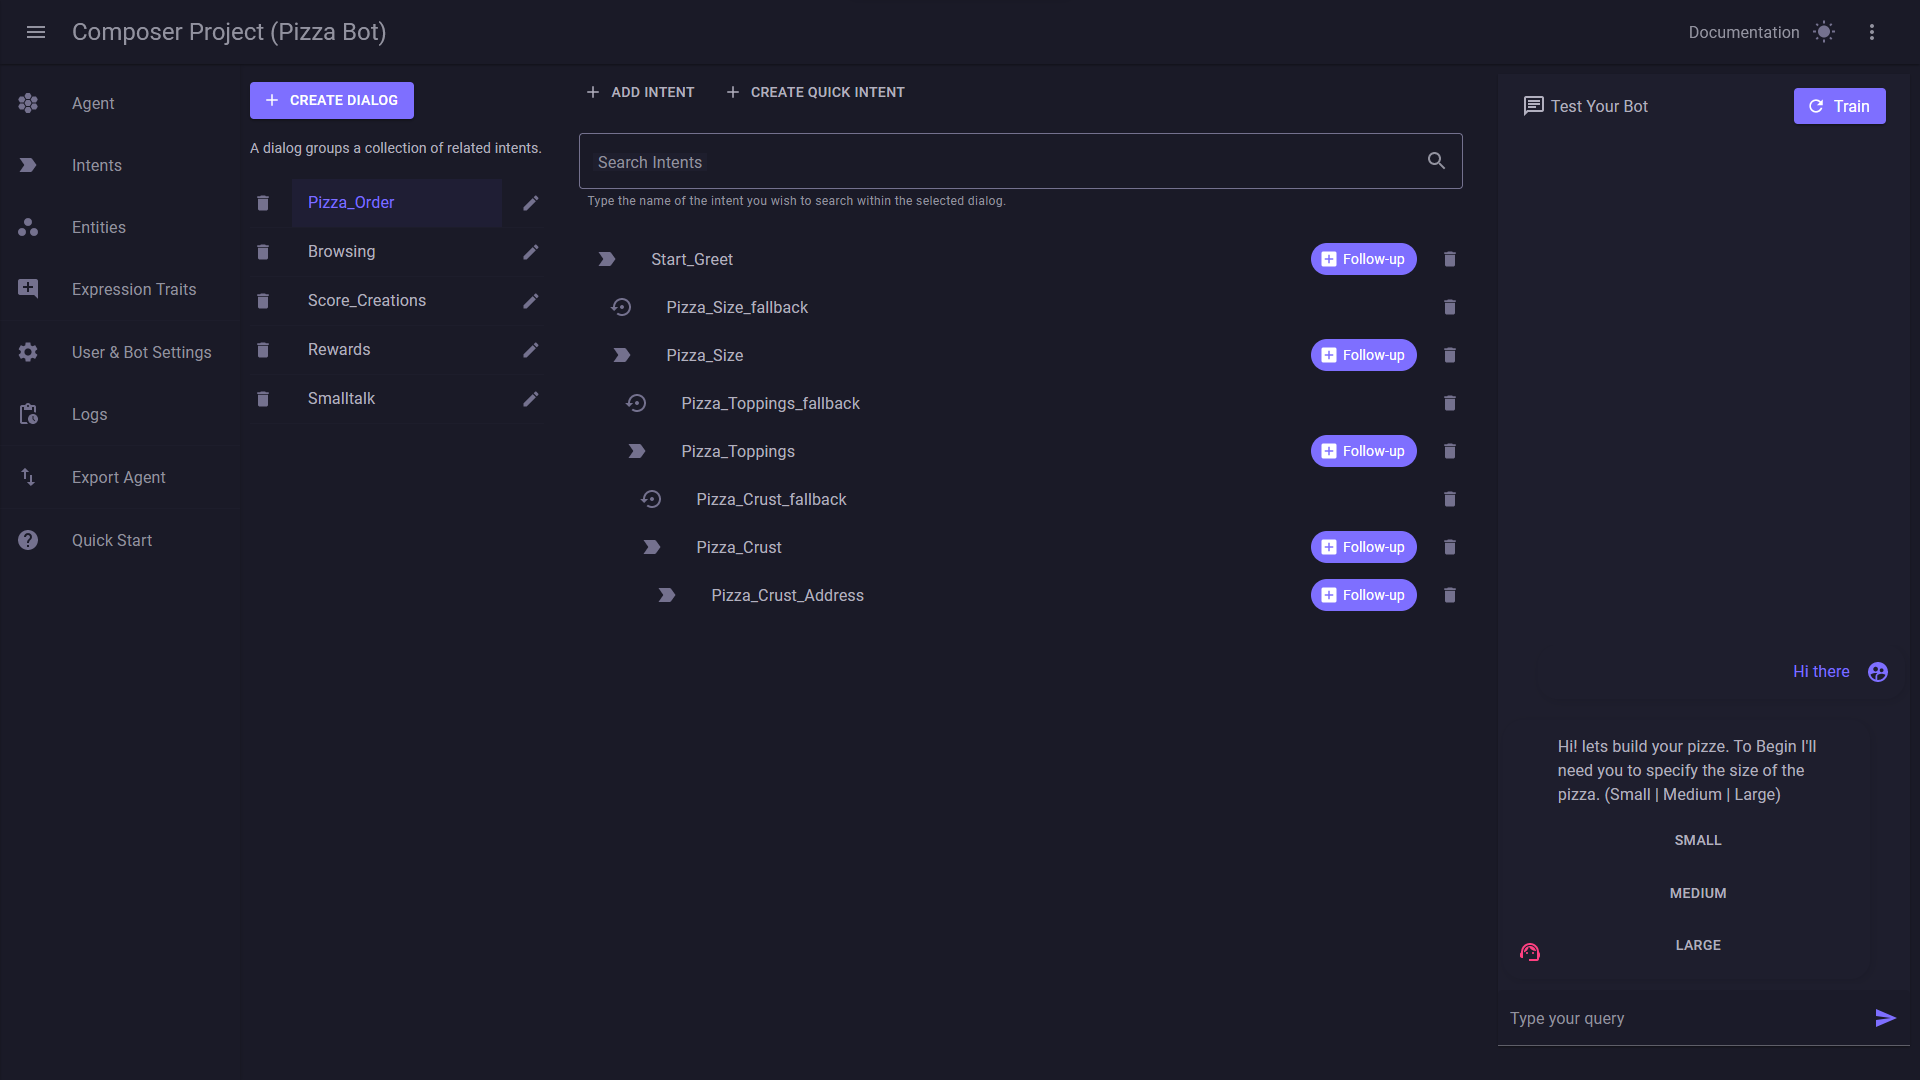 Composer Project (Pizza Bot)
Documentation
Agent
Intents
Entities
Expression Traits
User & Bot Settings
Logs
Export Agent
Quick Start
CREATE DIALOG
A dialog groups a collection of related intents.
Pizza_Order
Browsing
Score_Creations
Rewards
Smalltalk
ADD INTENT
CREATE QUICK INTENT
Search Intents
Type the name of the intent you wish to search within the selected dialog.
Start_Greet
Follow-up
Pizza_Size_fallback
Pizza_Size
Follow-up
Pizza_Toppings_fallback
Pizza_Toppings
Follow-up
Pizza_Crust_fallback
Pizza_Crust
Follow-up
Pizza_Crust_Address
Follow-up
Test Your Bot
Train
Hi there
Hi! lets build your pizze. To Begin I'll
need you to specify the size of the
pizza. (Small | Medium | Large)
SMALL
MEDIUM
LARGE
Type your query